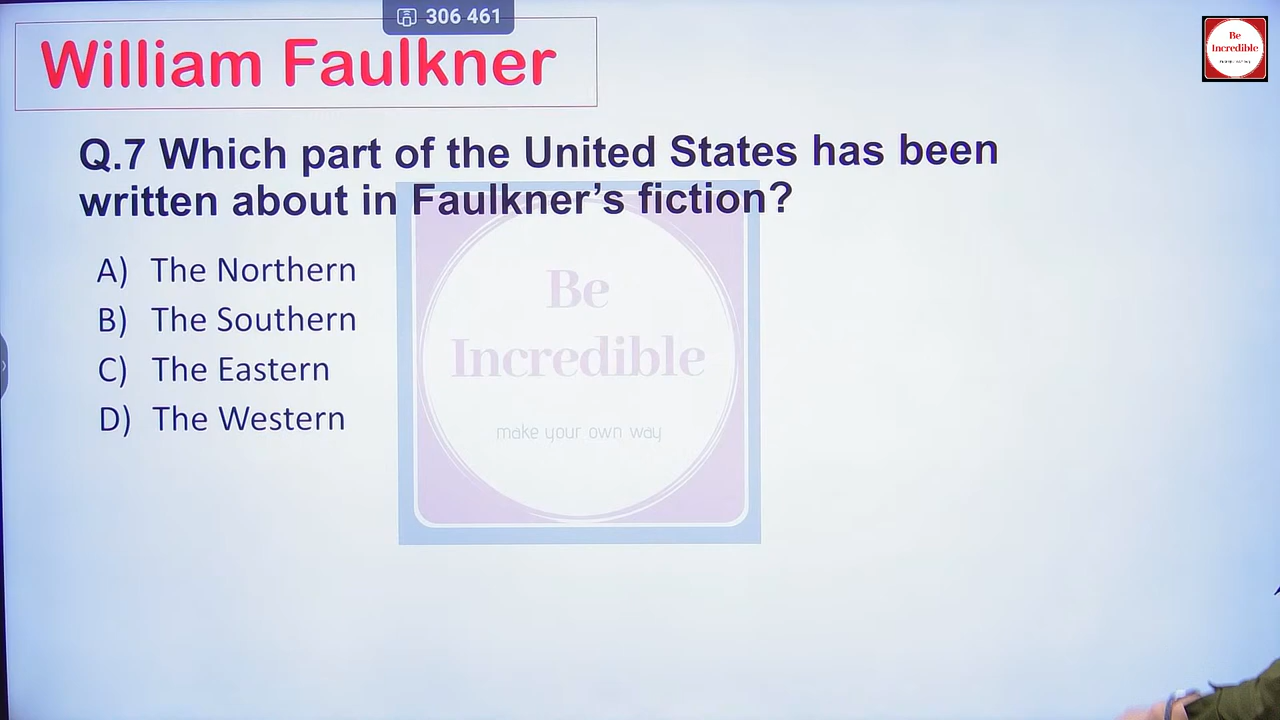 306 461
William Faulkner
Be
Incredible
Q.7 Which part of the United States has been
written about in Faulkner’s fiction?
A) The Northern
B) The Southern
C) The Eastern
D) The Western
Be
Incredible
make your own way